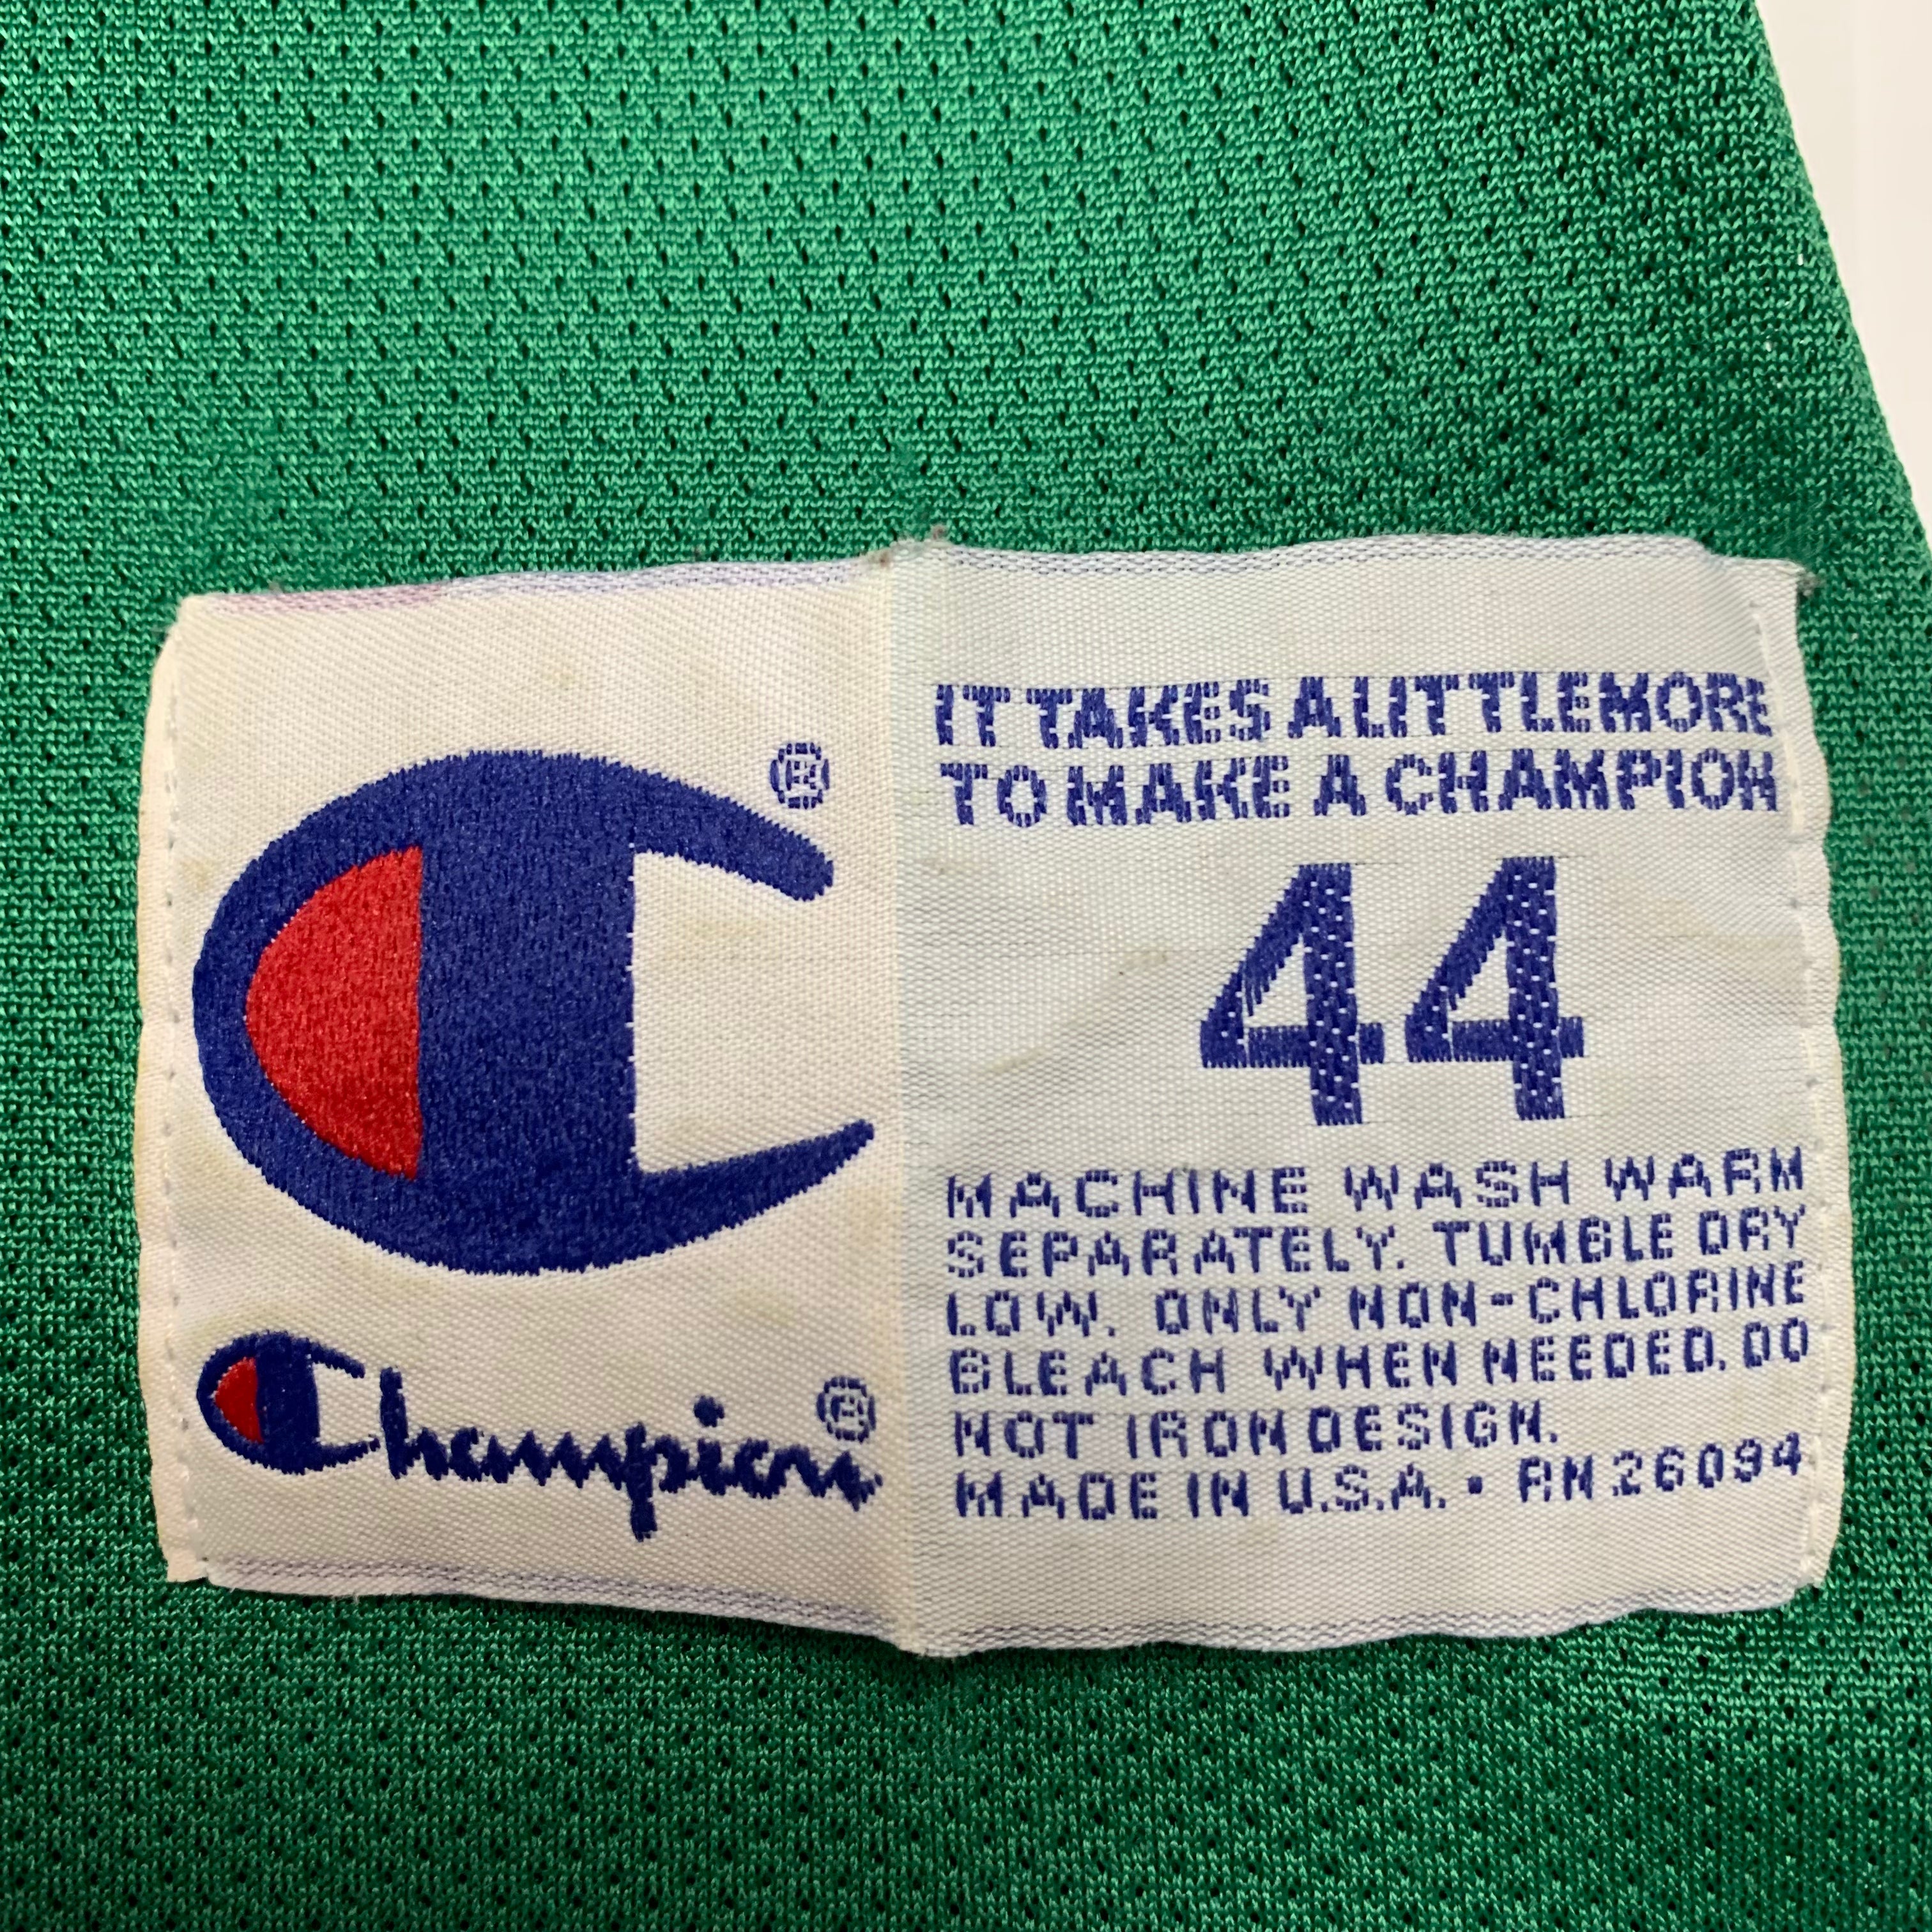 ®
Champion®
IT TAKES A LITTLE MORE
TO MAKE A CHAMPION
44
MACHINE WASH WARM
SEPARATELY. TUMBLE DRY
LOW. ONLY NON-CHLORINE
BLEACH WHEN NEEDED. DO
NOT IRON DESIGN.
MADE IN U.S.A. • RN 26094